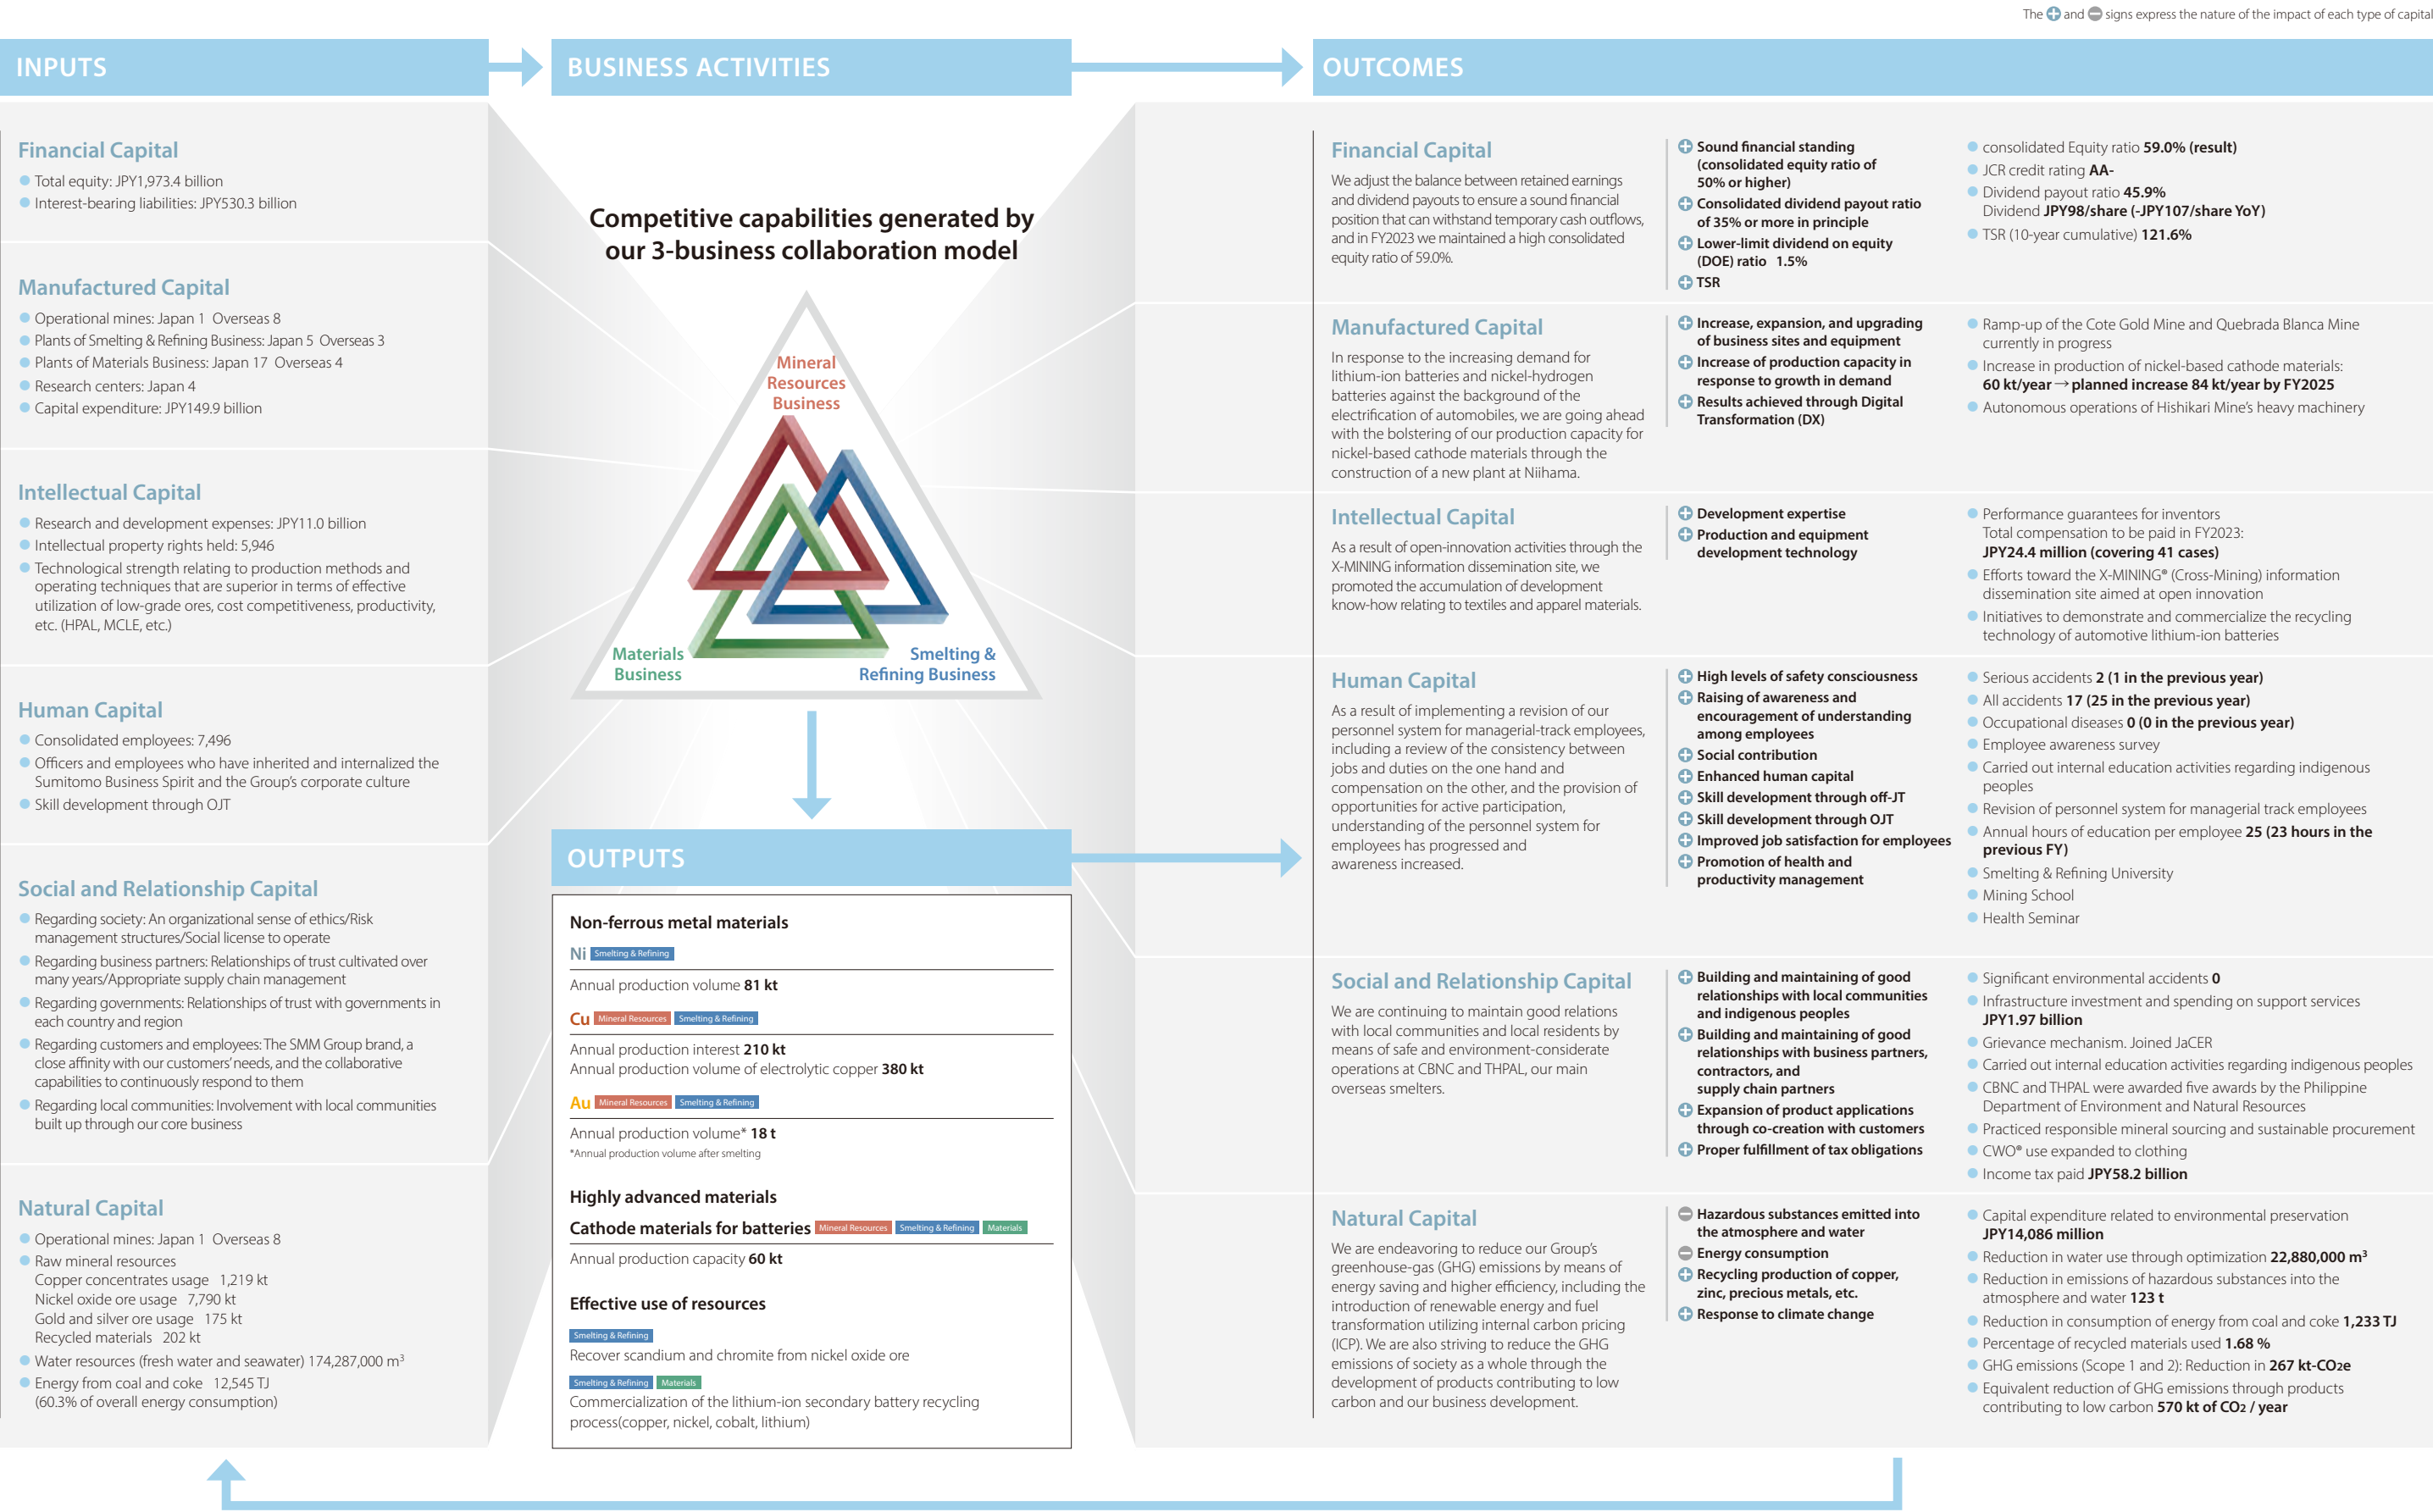 The + and − signs express the nature of the impact of each type of capital
INPUTS
BUSINESS ACTIVITIES
OUTCOMES
Financial Capital
Total equity: JPY1,973.4 billion
Interest-bearing liabilities: JPY530.3 billion
Manufactured Capital
Operational mines: Japan 1 Overseas 8
Plants of Smelting & Refining Business: Japan 5 Overseas 3
Plants of Materials Business: Japan 17 Overseas 4
Research centers: Japan 4
Capital expenditure: JPY149.9 billion
Intellectual Capital
Research and development expenses: JPY11.0 billion
Intellectual property rights held: 5,946
Technological strength relating to production methods and
operating techniques that are superior in terms of effective
utilization of low-grade ores, cost competitiveness, productivity,
etc. (HPAL, MCLE, etc.)
Human Capital
Consolidated employees: 7,496
Officers and employees who have inherited and internalized the
Sumitomo Business Spirit and the Group's corporate culture
Skill development through OJT
Social and Relationship Capital
Regarding society: An organizational sense of ethics/Risk
management structures/Social license to operate
Regarding business partners: Relationships of trust cultivated over
many years/Appropriate supply chain management
Regarding governments: Relationships of trust with governments in
each country and region
Regarding customers and employees: The SMM Group brand, a
close affinity with our customers' needs, and the collaborative
capabilities to continuously respond to them
Regarding local communities: Involvement with local communities
built up through our core business
Natural Capital
Operational mines: Japan 1 Overseas 8
Raw mineral resources
Copper concentrates usage 1,219 kt
Nickel oxide ore usage 7,790 kt
Gold and silver ore usage 175 kt
Recycled materials 202 kt
Water resources (fresh water and seawater) 174,287,000 m³
Energy from coal and coke 12,545 TJ
(60.3% of overall energy consumption)
Competitive capabilities generated by
our 3-business collaboration model
Mineral
Resources
Business
Materials
Business
Smelting &
Refining Business
OUTPUTS
Non-ferrous metal materials
Ni Smelting & Refining
Annual production volume 81 kt
Cu Mineral Resources Smelting & Refining
Annual production interest 210 kt
Annual production volume of electrolytic copper 380 kt
Au Mineral Resources Smelting & Refining
Annual production volume* 18 t
*Annual production volume after smelting
Highly advanced materials
Cathode materials for batteries Mineral Resources Smelting & Refining Materials
Annual production capacity 60 kt
Effective use of resources
Smelting & Refining
Recover scandium and chromite from nickel oxide ore
Smelting & Refining Materials
Commercialization of the lithium-ion secondary battery recycling
process(copper, nickel, cobalt, lithium)
Financial Capital
We adjust the balance between retained earnings
and dividend payouts to ensure a sound financial
position that can withstand temporary cash outflows,
and in FY2023 we maintained a high consolidated
equity ratio of 59.0%.
+ Sound financial standing
(consolidated equity ratio of
50% or higher)
+ Consolidated dividend payout ratio
of 35% or more in principle
+ Lower-limit dividend on equity
(DOE) ratio 1.5%
+ TSR
consolidated Equity ratio 59.0% (result)
JCR credit rating AA-
Dividend payout ratio 45.9%
Dividend JPY98/share (-JPY107/share YoY)
TSR (10-year cumulative) 121.6%
Manufactured Capital
In response to the increasing demand for
lithium-ion batteries and nickel-hydrogen
batteries against the background of the
electrification of automobiles, we are going ahead
with the bolstering of our production capacity for
nickel-based cathode materials through the
construction of a new plant at Niihama.
+ Increase, expansion, and upgrading
of business sites and equipment
+ Increase of production capacity in
response to growth in demand
+ Results achieved through Digital
Transformation (DX)
Ramp-up of the Cote Gold Mine and Quebrada Blanca Mine
currently in progress
Increase in production of nickel-based cathode materials:
60 kt/year → planned increase 84 kt/year by FY2025
Autonomous operations of Hishikari Mine's heavy machinery
Intellectual Capital
As a result of open-innovation activities through the
X-MINING information dissemination site, we
promoted the accumulation of development
know-how relating to textiles and apparel materials.
+ Development expertise
+ Production and equipment
development technology
Performance guarantees for inventors
Total compensation to be paid in FY2023:
JPY24.4 million (covering 41 cases)
Efforts toward the X-MINING® (Cross-Mining) information
dissemination site aimed at open innovation
Initiatives to demonstrate and commercialize the recycling
technology of automotive lithium-ion batteries
Human Capital
As a result of implementing a revision of our
personnel system for managerial-track employees,
including a review of the consistency between
jobs and duties on the one hand and
compensation on the other, and the provision of
opportunities for active participation,
understanding of the personnel system for
employees has progressed and
awareness increased.
+ High levels of safety consciousness
+ Raising of awareness and
encouragement of understanding
among employees
+ Social contribution
+ Enhanced human capital
+ Skill development through off-JT
+ Skill development through OJT
+ Improved job satisfaction for employees
+ Promotion of health and
productivity management
Serious accidents 2 (1 in the previous year)
All accidents 17 (25 in the previous year)
Occupational diseases 0 (0 in the previous year)
Employee awareness survey
Carried out internal education activities regarding indigenous
peoples
Revision of personnel system for managerial track employees
Annual hours of education per employee 25 (23 hours in the
previous FY)
Smelting & Refining University
Mining School
Health Seminar
Social and Relationship Capital
We are continuing to maintain good relations
with local communities and local residents by
means of safe and environment-considerate
operations at CBNC and THPAL, our main
overseas smelters.
+ Building and maintaining of good
relationships with local communities
and indigenous peoples
+ Building and maintaining of good
relationships with business partners,
contractors, and
supply chain partners
+ Expansion of product applications
through co-creation with customers
+ Proper fulfillment of tax obligations
Significant environmental accidents 0
Infrastructure investment and spending on support services
JPY1.97 billion
Grievance mechanism. Joined JaCER
Carried out internal education activities regarding indigenous peoples
CBNC and THPAL were awarded five awards by the Philippine
Department of Environment and Natural Resources
Practiced responsible mineral sourcing and sustainable procurement
CWO® use expanded to clothing
Income tax paid JPY58.2 billion
Natural Capital
We are endeavoring to reduce our Group's
greenhouse-gas (GHG) emissions by means of
energy saving and higher efficiency, including the
introduction of renewable energy and fuel
transformation utilizing internal carbon pricing
(ICP). We are also striving to reduce the GHG
emissions of society as a whole through the
development of products contributing to low
carbon and our business development.
− Hazardous substances emitted into
the atmosphere and water
− Energy consumption
+ Recycling production of copper,
zinc, precious metals, etc.
+ Response to climate change
Capital expenditure related to environmental preservation
JPY14,086 million
Reduction in water use through optimization 22,880,000 m³
Reduction in emissions of hazardous substances into the
atmosphere and water 123 t
Reduction in consumption of energy from coal and coke 1,233 TJ
Percentage of recycled materials used 1.68 %
GHG emissions (Scope 1 and 2): Reduction in 267 kt-CO2e
Equivalent reduction of GHG emissions through products
contributing to low carbon 570 kt of CO2 / year